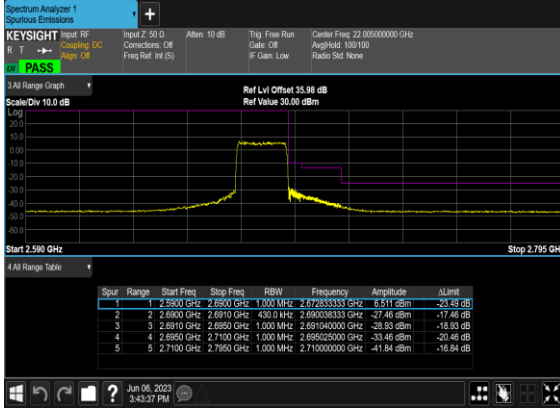 Spectrum Analyzer 1
Spurious Emissions
+
KEYSIGHT Input: RF Input Z: 50 Ω Atten: 10 dB Trig: Free Run Center Freq: 22.005000000 GHz
R T Coupling: DC Corrections: Off Gate: Off Avg|Hold: 100/100
Align: Off Freq Ref: Int (S) IF Gain: Low Radio Std: None
PASS
3 All Range Graph
Ref Lvl Offset 35.98 dB
Scale/Div 10.0 dB Ref Value 30.00 dBm
Log
20.0
10.0
0.00
-10.0
-20.0
-30.0
-40.0
-50.0
-60.0
Start 2.590 GHz Stop 2.795 GH
4 All Range Table
Spur Range Start Freq Stop Freq RBW Frequency Amplitude ΔLimit
1 1 2.5900 GHz 2.6900 GHz 1.000 MHz 2.672833333 GHz 6.511 dBm -23.49 dB
2 2 2.6900 GHz 2.6910 GHz 430.0 kHz 2.690038333 GHz -27.46 dBm -17.46 dB
3 3 2.6910 GHz 2.6950 GHz 1.000 MHz 2.691040000 GHz -28.93 dBm -18.93 dB
4 4 2.6950 GHz 2.7100 GHz 1.000 MHz 2.695025000 GHz -33.46 dBm -20.46 dB
5 5 2.7100 GHz 2.7950 GHz 1.000 MHz 2.710000000 GHz -41.84 dBm -16.84 dB
? Jun 06, 2023
3:43:37 PM